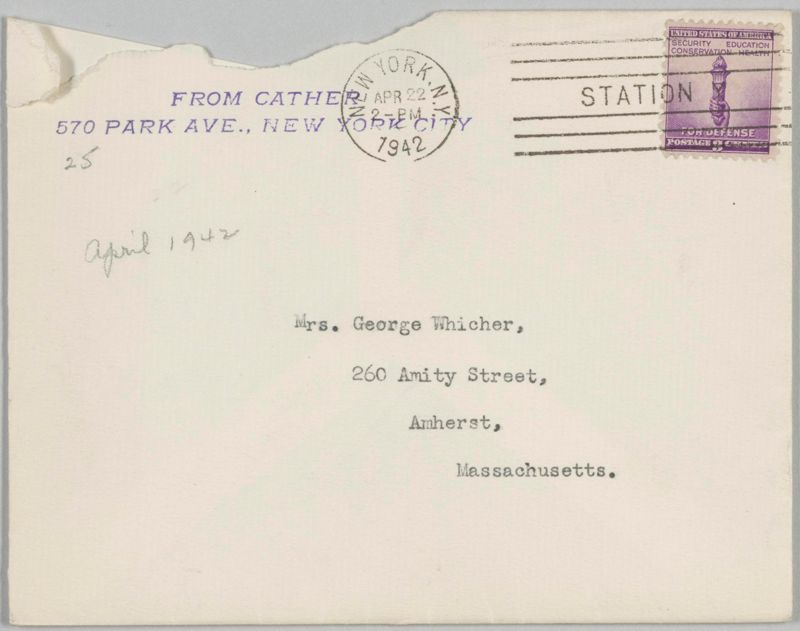 FROM CATHER
570 PARK AVE., NEW YORK CITY
25
NEW YORK, N.Y.
APR 22
2-PM
1942
STATION Y
UNITED STATES OF AMERICA
SECURITY EDUCATION
CONSERVATION HEALTH
FOR DEFENSE
POSTAGE 3 CENTS
April 1942
Mrs. George Whicher,
260 Amity Street,
Amherst,
Massachusetts.